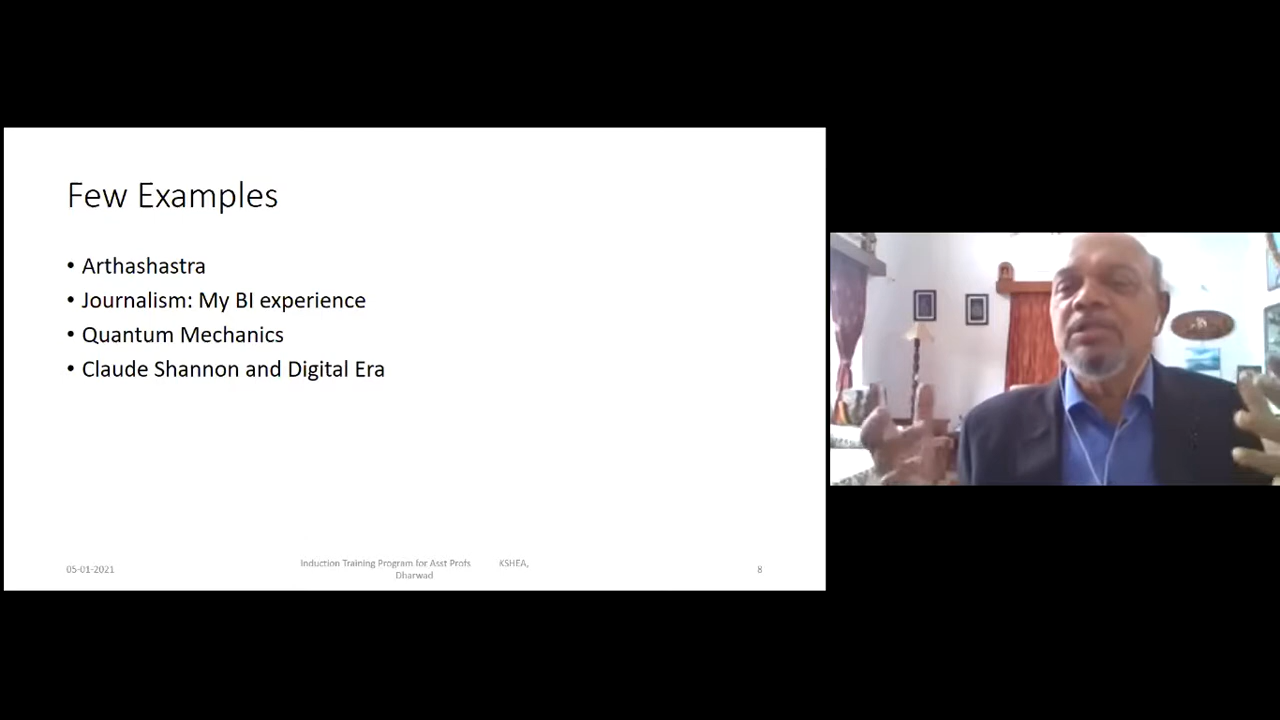 Few Examples
• Arthashastra
• Journalism: My BI experience
• Quantum Mechanics
• Claude Shannon and Digital Era
05-01-2021
Induction Training Program for Asst Profs KSHEA,
Dharwad
8